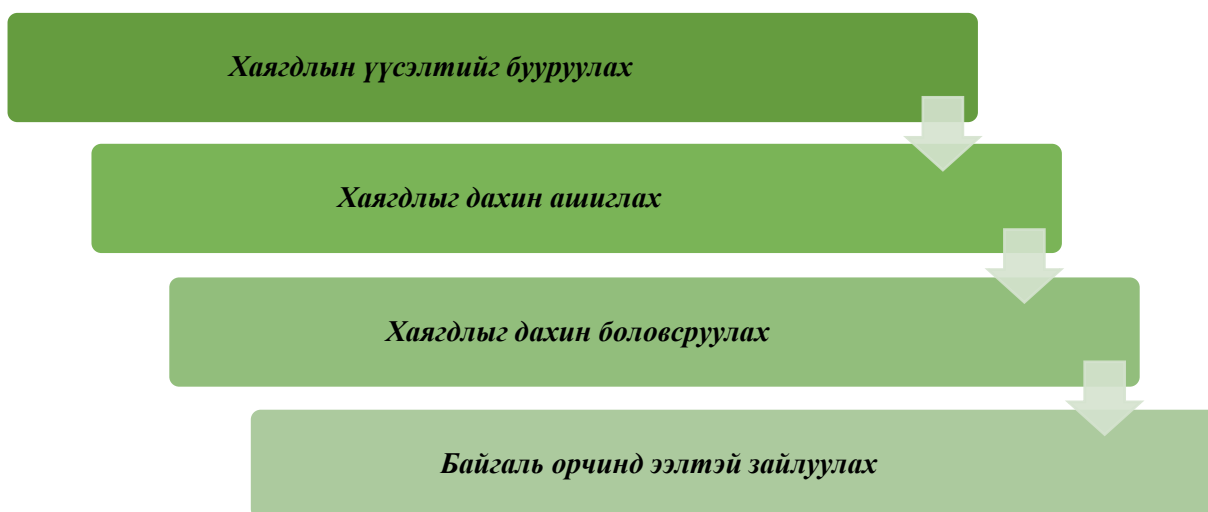 Хаягдлын үүсэлтийг бууруулах
Хаягдлыг дахин ашиглах
Хаягдлыг дахин боловсруулах
Байгаль орчинд ээлтэй зайлуулах